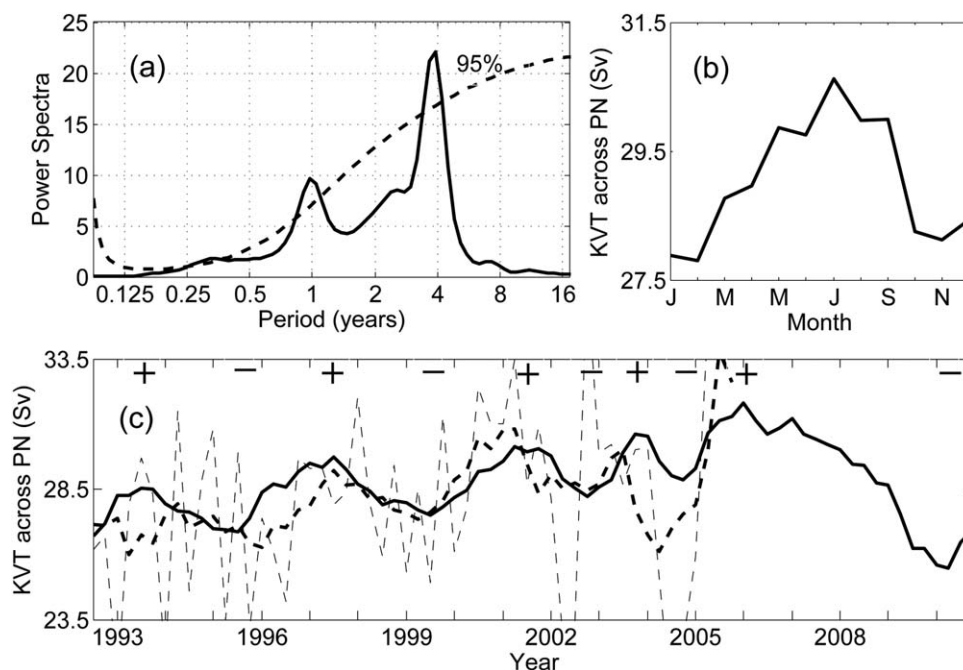 (a)
95%
Power Spectra
25
20
15
10
5
0
0.125 0.25 0.5 1 2 4 8 16
Period (years)
(b)
KVT across PN (Sv)
31.5
29.5
27.5
J M M J S N
Month
(c)
KVT across PN (Sv)
33.5
28.5
23.5
+ − + − + − + − + −
1993 1996 1999 2002 2005 2008
Year